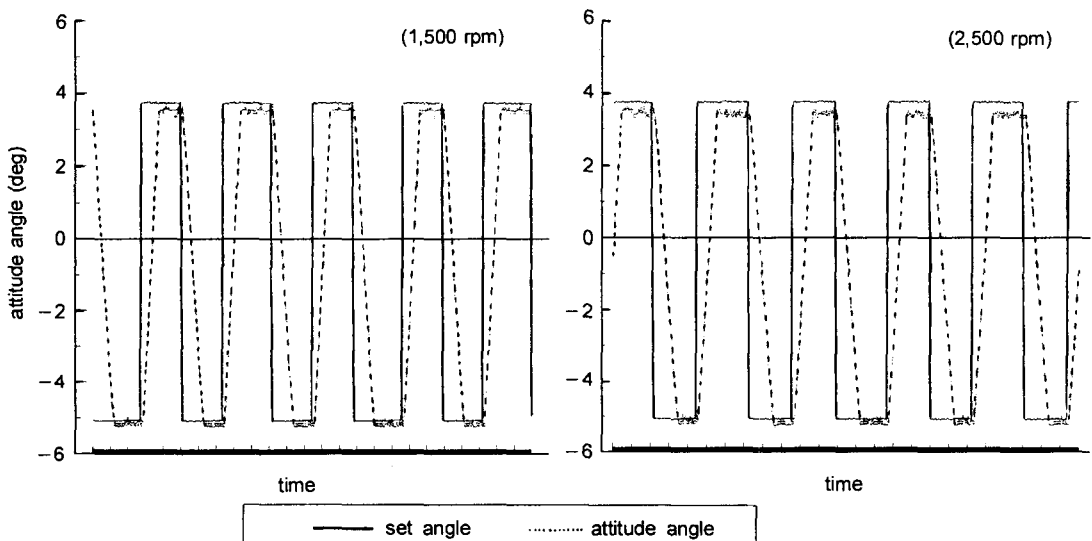 6
4
2
0
−2
−4
−6
attitude angle (deg)
(1,500 rpm)
time
6
4
2
0
−2
−4
−6
(2,500 rpm)
time
set angle
attitude angle